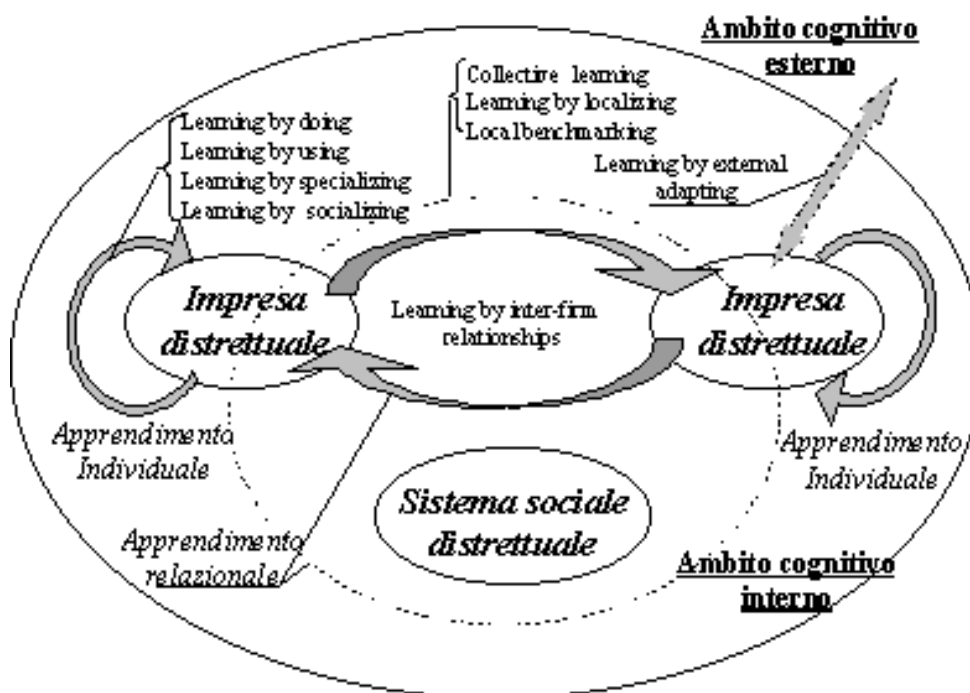 Ambito cognitivo
esterno
Collective learning
Learning by localizing
Local benchmarking
Learning by doing
Learning by using
Learning by specializing
Learning by socializing
Learning by external
adapting
Impresa
distrettuale
Learning by inter-firm
relationships
Impresa
distrettuale
Apprendimento
Individuale
Apprendimento
Individuale
Sistema sociale
distrettuale
Apprendimento
relazionale
Ambito cognitivo
interno